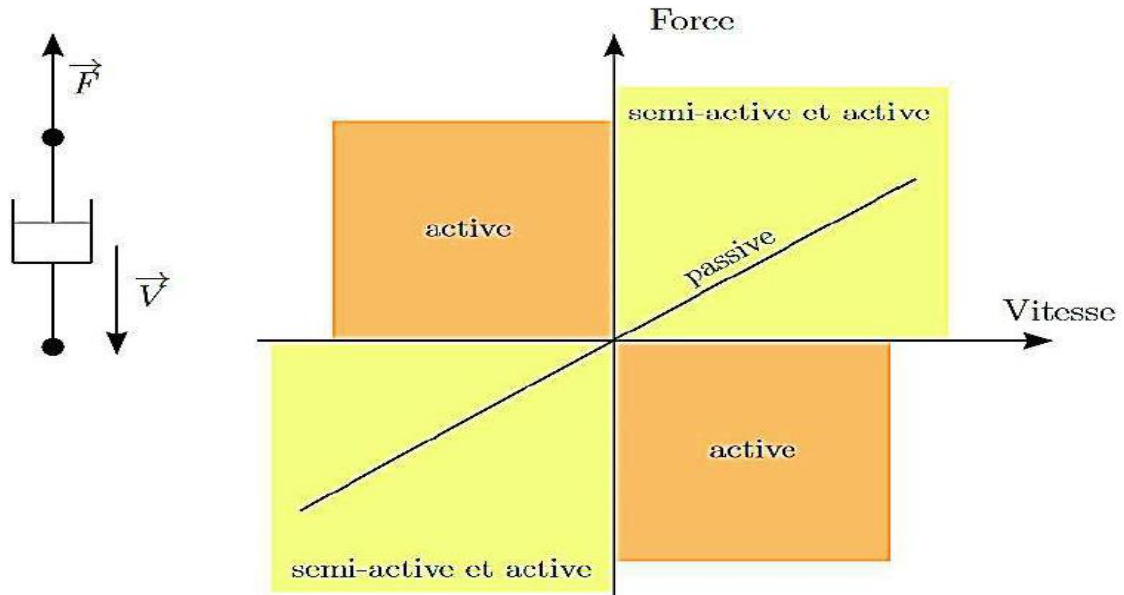 Force
F
semi-active et active
active
passive
V
Vitesse
active
semi-active et active